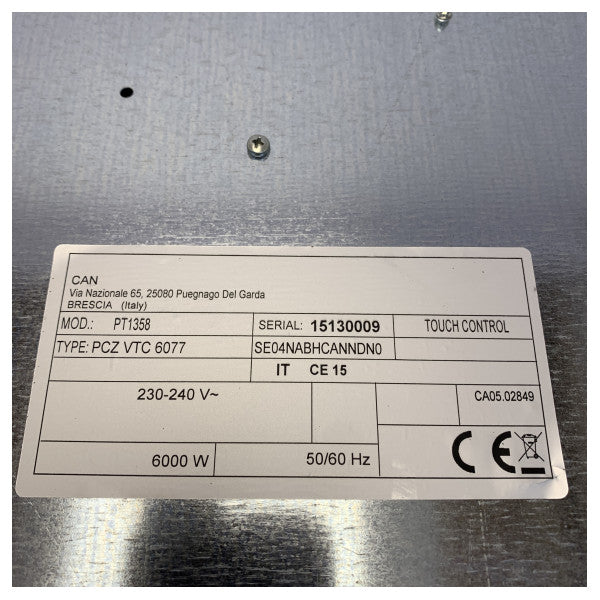 CAN
Via Nazionale 65, 25080 Puegnago Del Garda
BRESCIA (Italy)
MOD.: PT1358 SERIAL: 15130009 TOUCH CONTROL
TYPE: PCZ VTC 6077 SE04NABHCANNDN0
IT CE 15
230-240 V~ CA05.02849
6000 W 50/60 Hz CE